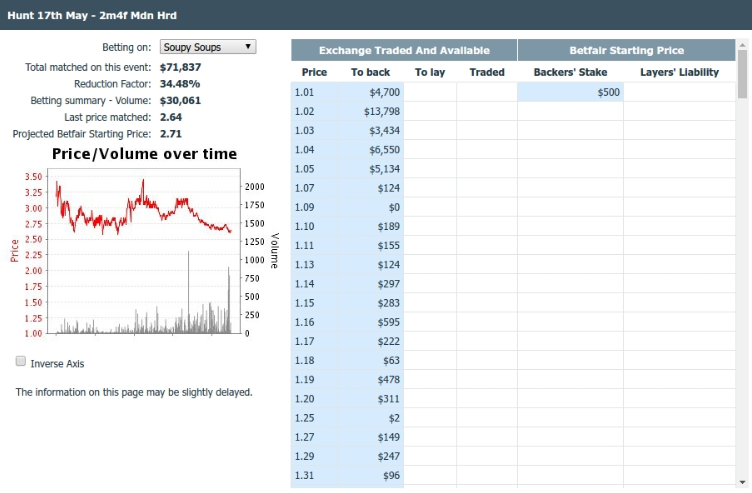 Hunt 17th May - 2m4f Mdn Hrd
Betting on: Soupy Soups
Total matched on this event: $71,837
Reduction Factor: 34.48%
Betting summary - Volume: $30,061
Last price matched: 2.64
Projected Betfair Starting Price: 2.71
Price/Volume over time
3.50
3.25
3.00
2.75
2.50
2.25
2.00
1.75
1.50
1.25
1.00
Price
2000
1750
1500
1250
1000
750
500
250
0
Volume
Inverse Axis
The information on this page may be slightly delayed.
Exchange Traded And Available Betfair Starting Price
Price To back To lay Traded Backers' Stake Layers' Liability
1.01 $4,700 $500
1.02 $13,798
1.03 $3,434
1.04 $6,550
1.05 $5,134
1.07 $124
1.09 $0
1.10 $189
1.11 $155
1.13 $124
1.14 $297
1.15 $283
1.16 $595
1.17 $222
1.18 $63
1.19 $478
1.20 $311
1.25 $2
1.27 $149
1.29 $247
1.31 $96